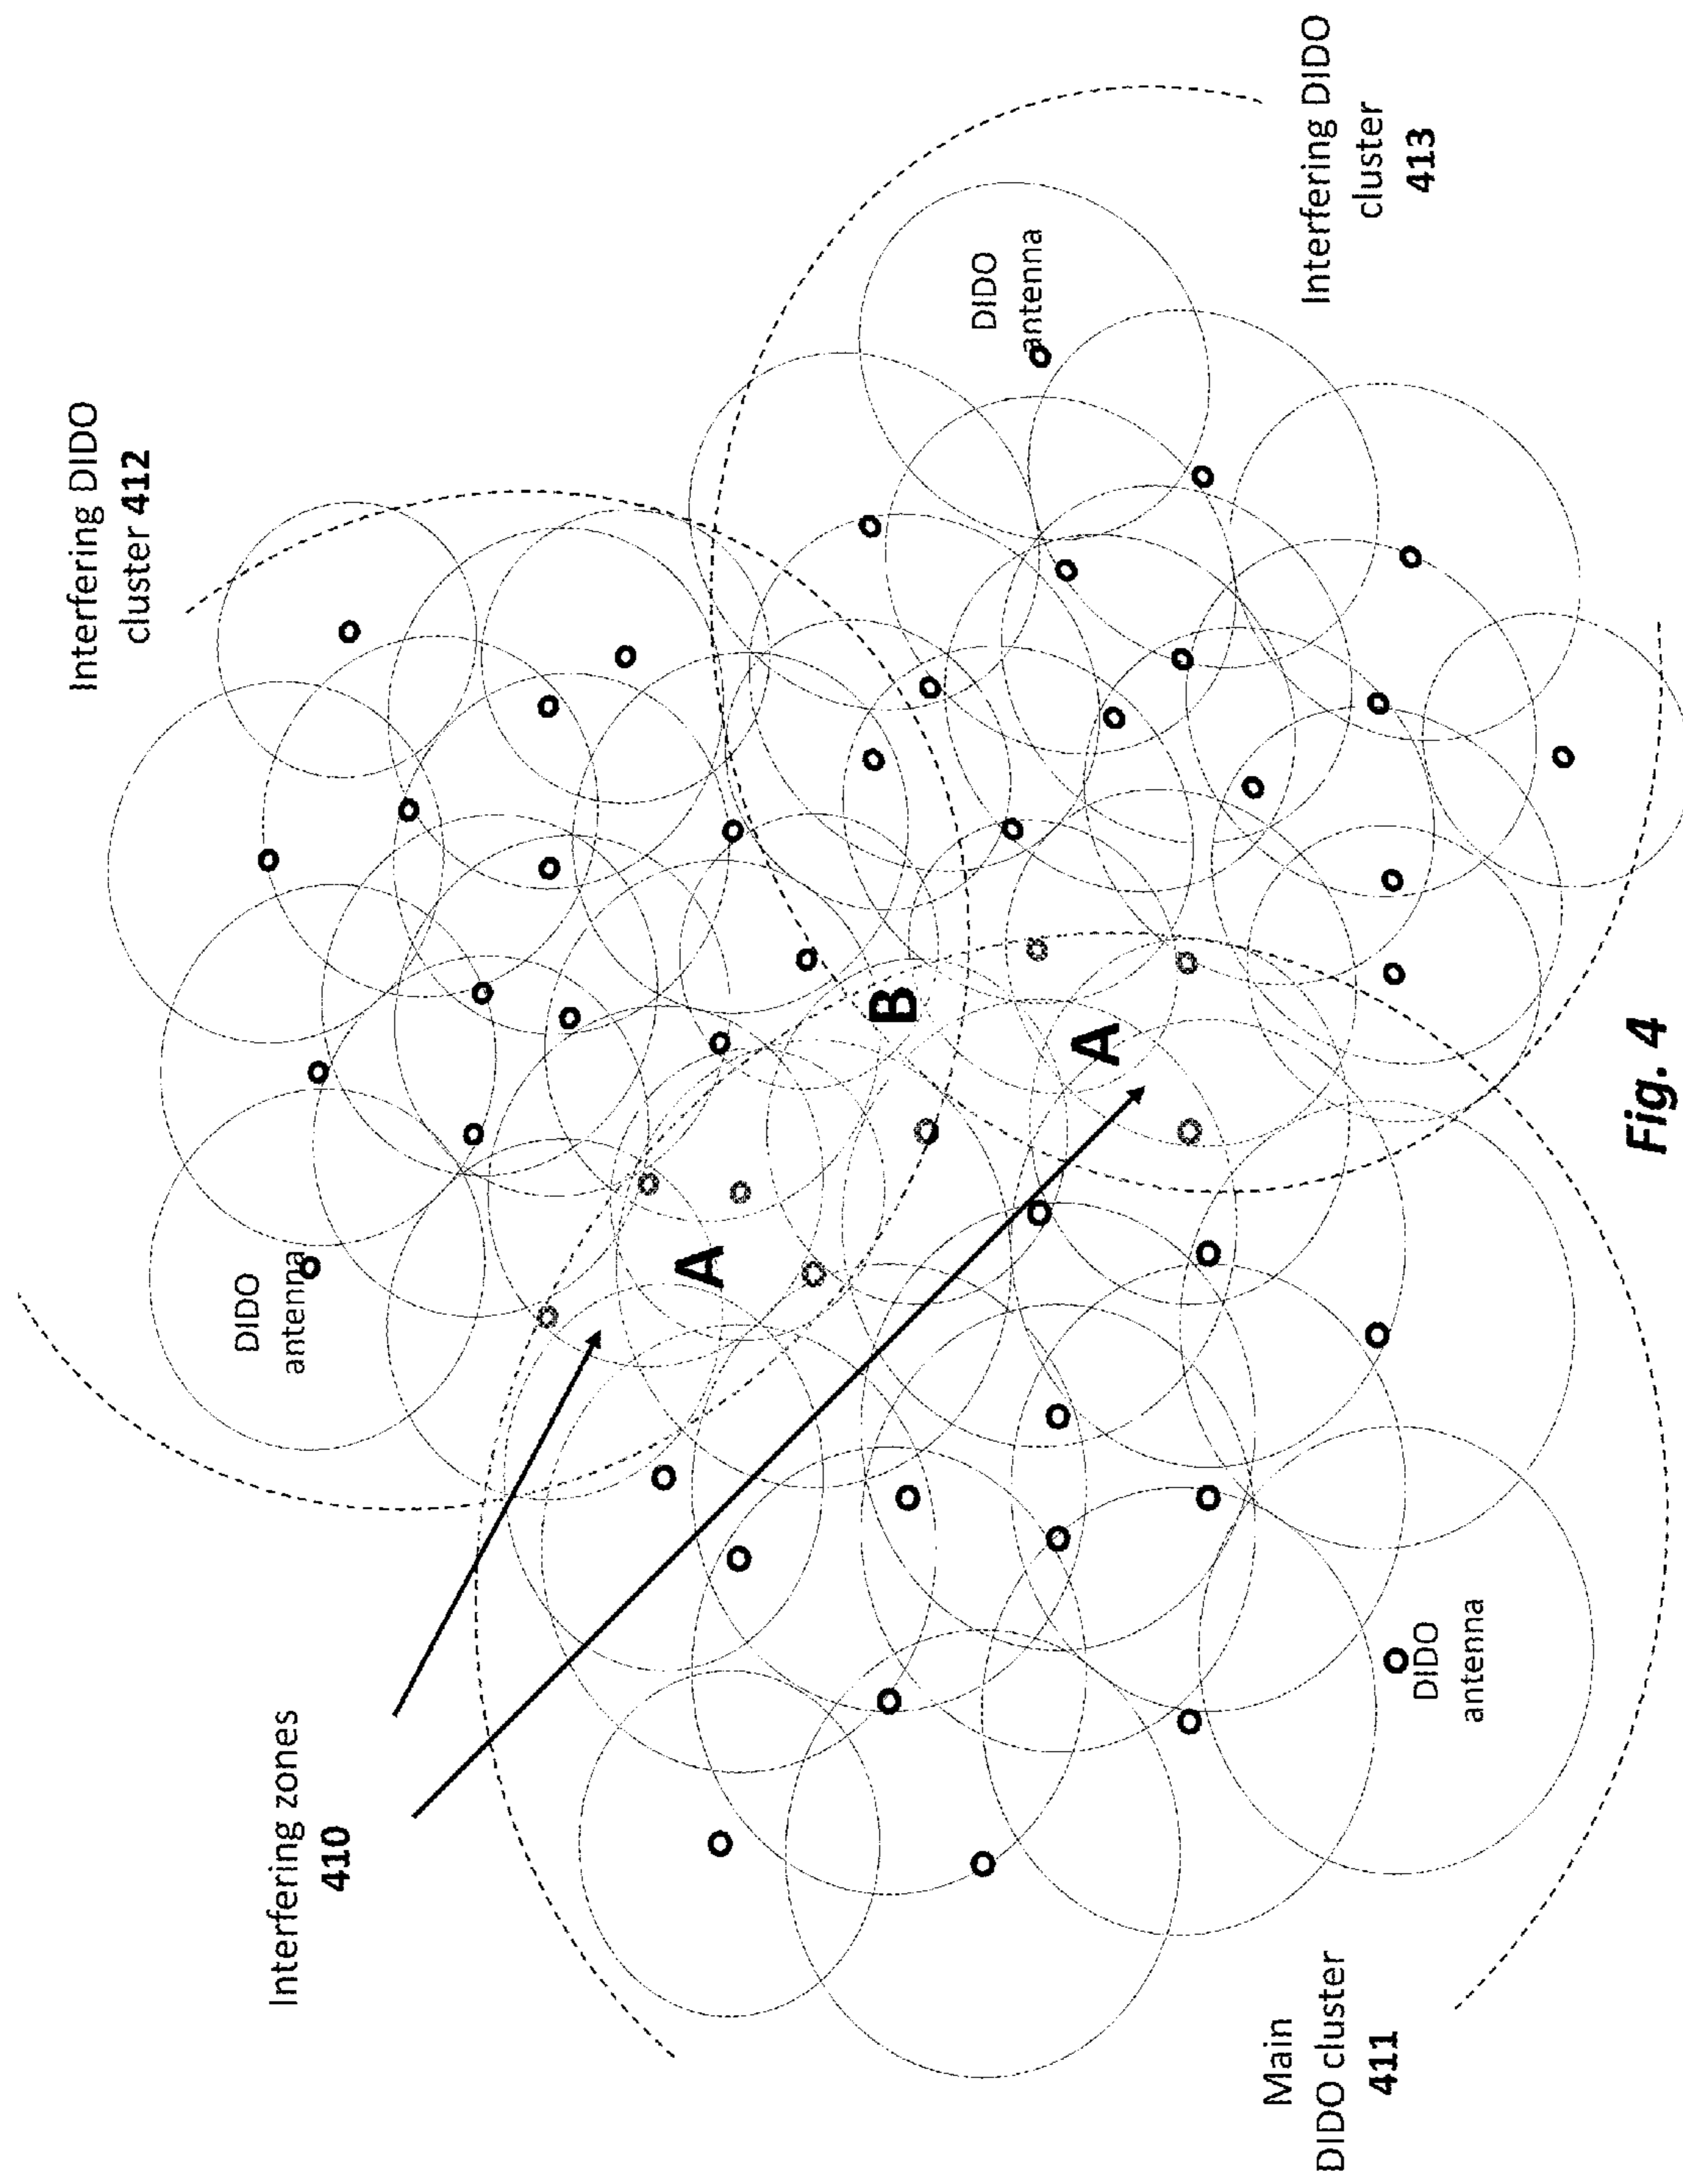 Interfering DIDO
cluster 412
Interfering zones
410
DIDO
antenna
A
B
A
DIDO
antenna
Interfering DIDO
cluster
413
Main
DIDO cluster
411
DIDO
antenna
Fig. 4